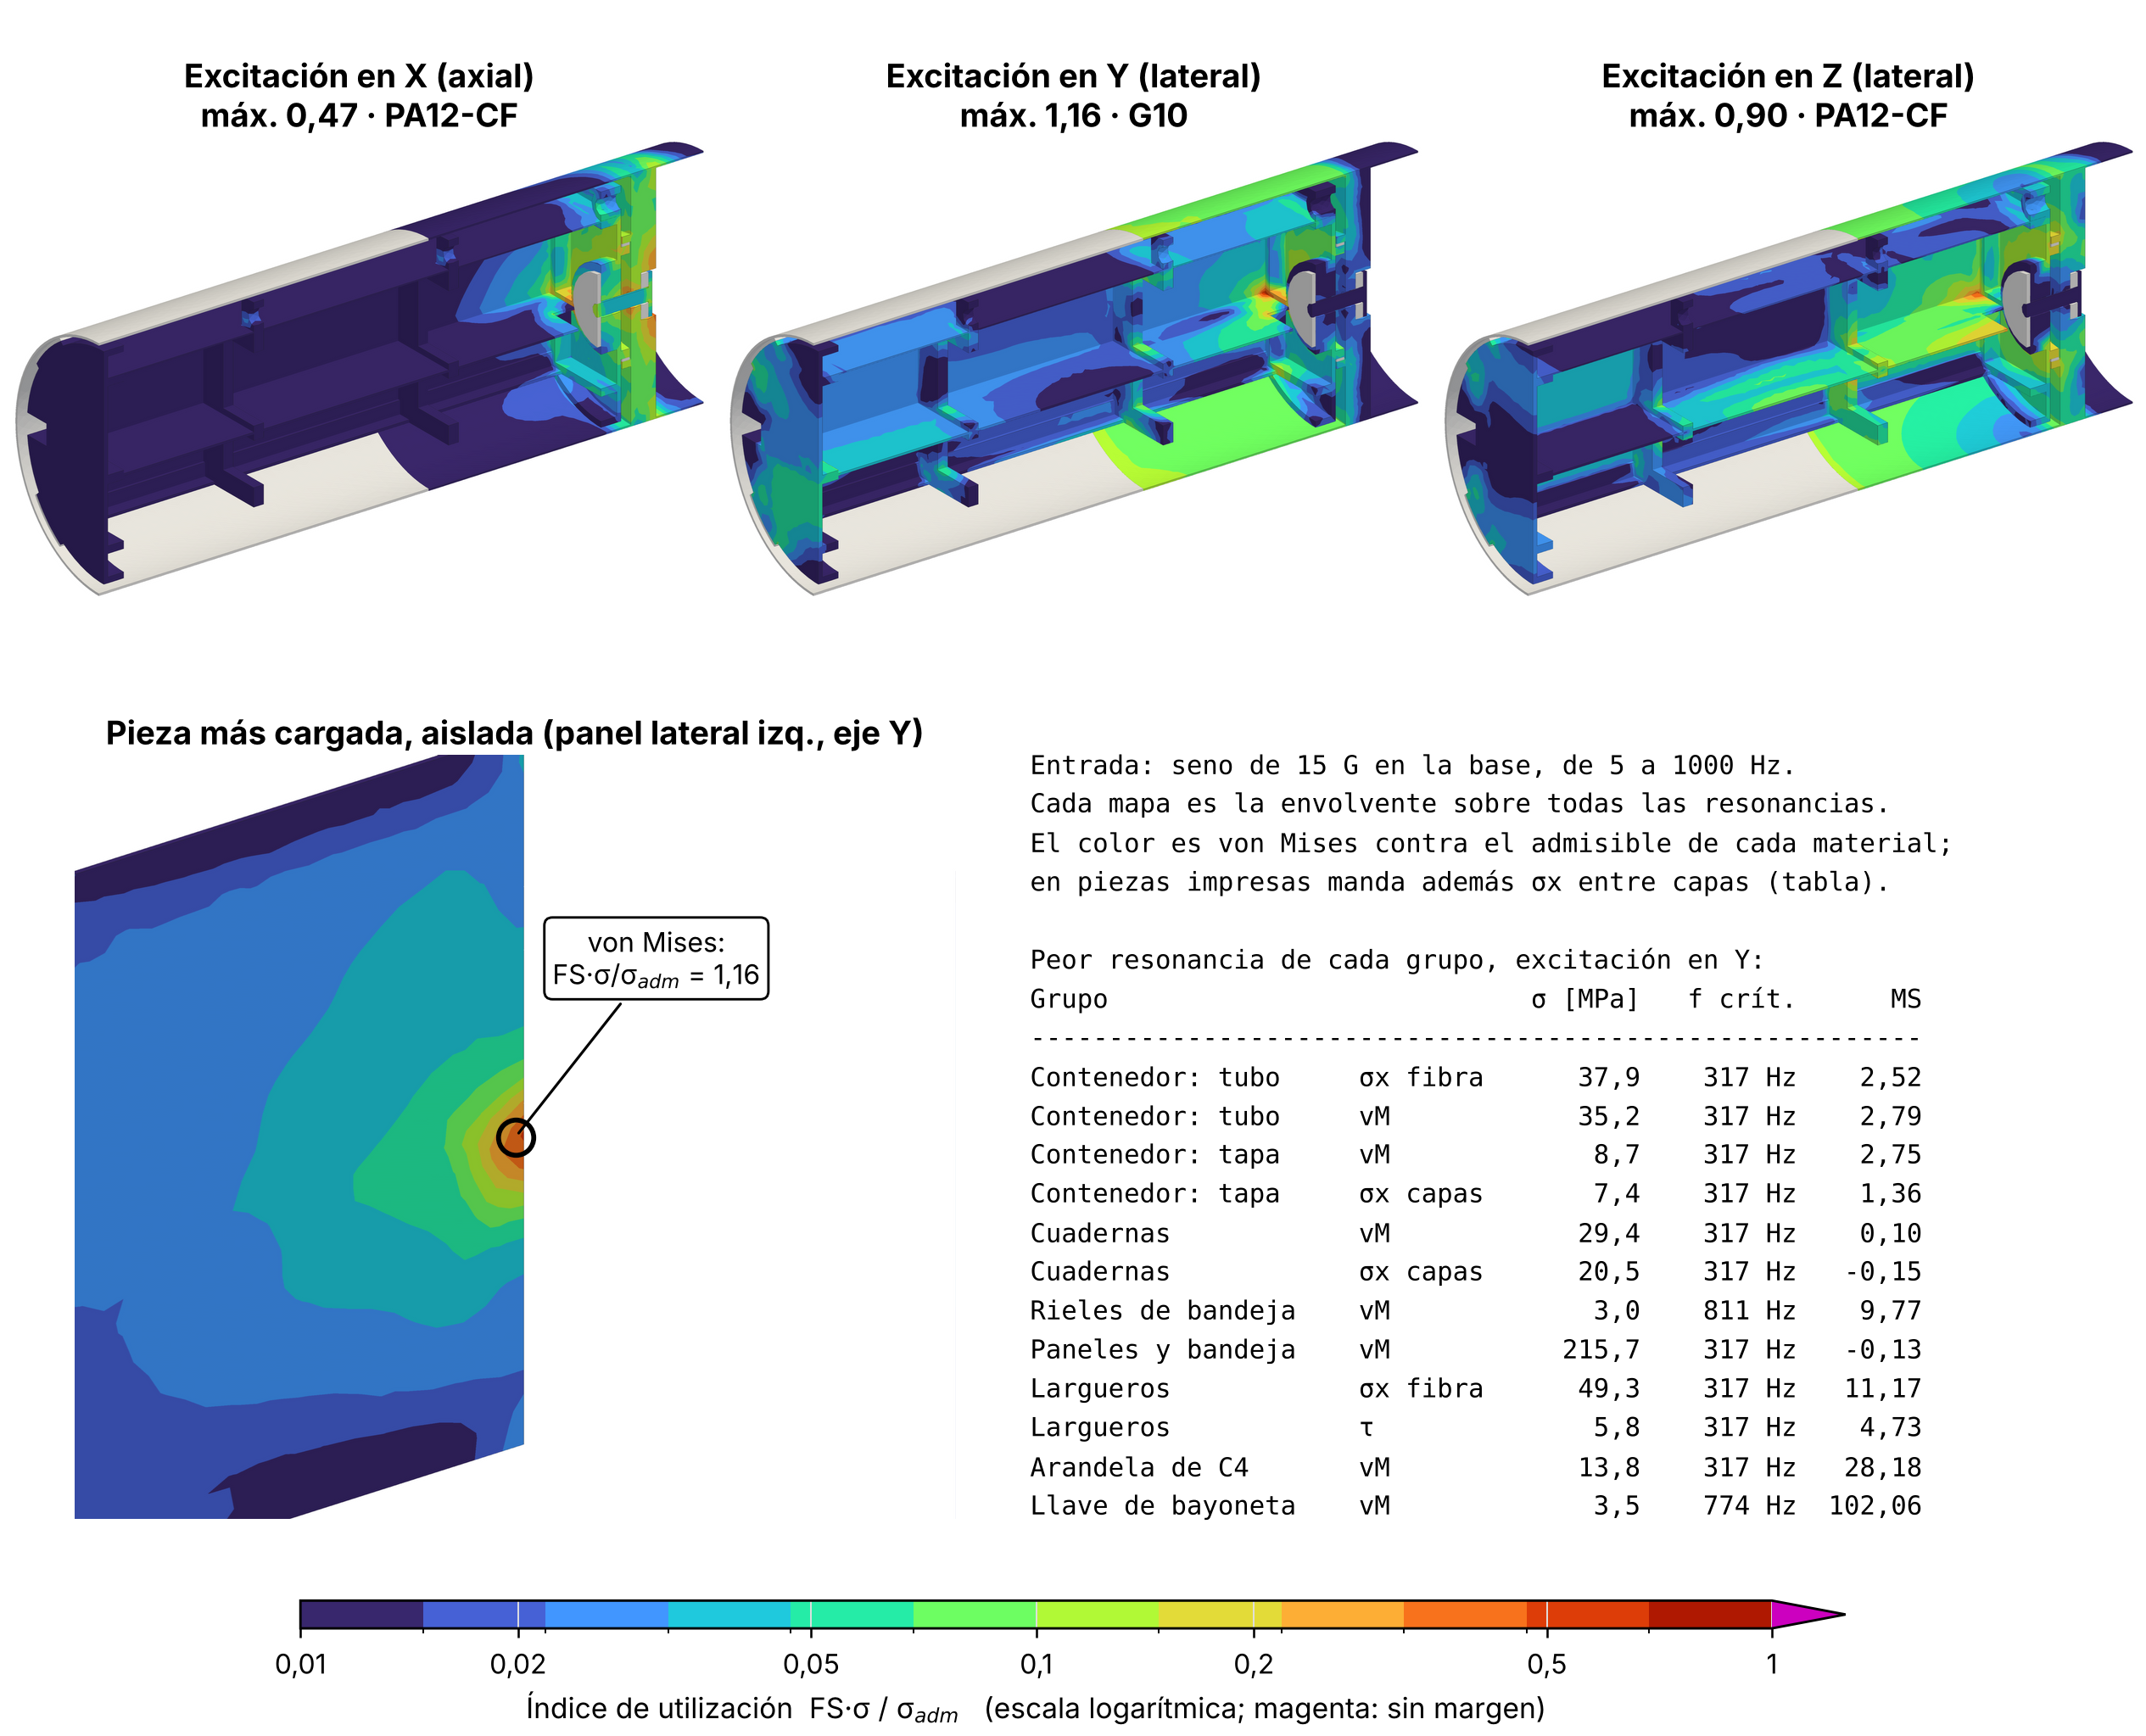 Excitación en X (axial)
máx. 0,47 · PA12-CF
Excitación en Y (lateral)
máx. 1,16 · G10
Excitación en Z (lateral)
máx. 0,90 · PA12-CF
Pieza más cargada, aislada (panel lateral izq., eje Y)
von Mises:
FS·σ/σadm = 1,16
Entrada: seno de 15 G en la base, de 5 a 1000 Hz.
Cada mapa es la envolvente sobre todas las resonancias.
El color es von Mises contra el admisible de cada material;
en piezas impresas manda además σx entre capas (tabla).
Peor resonancia de cada grupo, excitación en Y:
Grupo σ [MPa] f crít. MS
---------------------------------------------------------
Contenedor: tubo σx fibra 37,9 317 Hz 2,52
Contenedor: tubo vM 35,2 317 Hz 2,79
Contenedor: tapa vM 8,7 317 Hz 2,75
Contenedor: tapa σx capas 7,4 317 Hz 1,36
Cuadernas vM 29,4 317 Hz 0,10
Cuadernas σx capas 20,5 317 Hz -0,15
Rieles de bandeja vM 3,0 811 Hz 9,77
Paneles y bandeja vM 215,7 317 Hz -0,13
Largueros σx fibra 49,3 317 Hz 11,17
Largueros τ 5,8 317 Hz 4,73
Arandela de C4 vM 13,8 317 Hz 28,18
Llave de bayoneta vM 3,5 774 Hz 102,06
0,01 0,02 0,05 0,1 0,2 0,5 1
Índice de utilización FS·σ / σadm (escala logarítmica; magenta: sin margen)